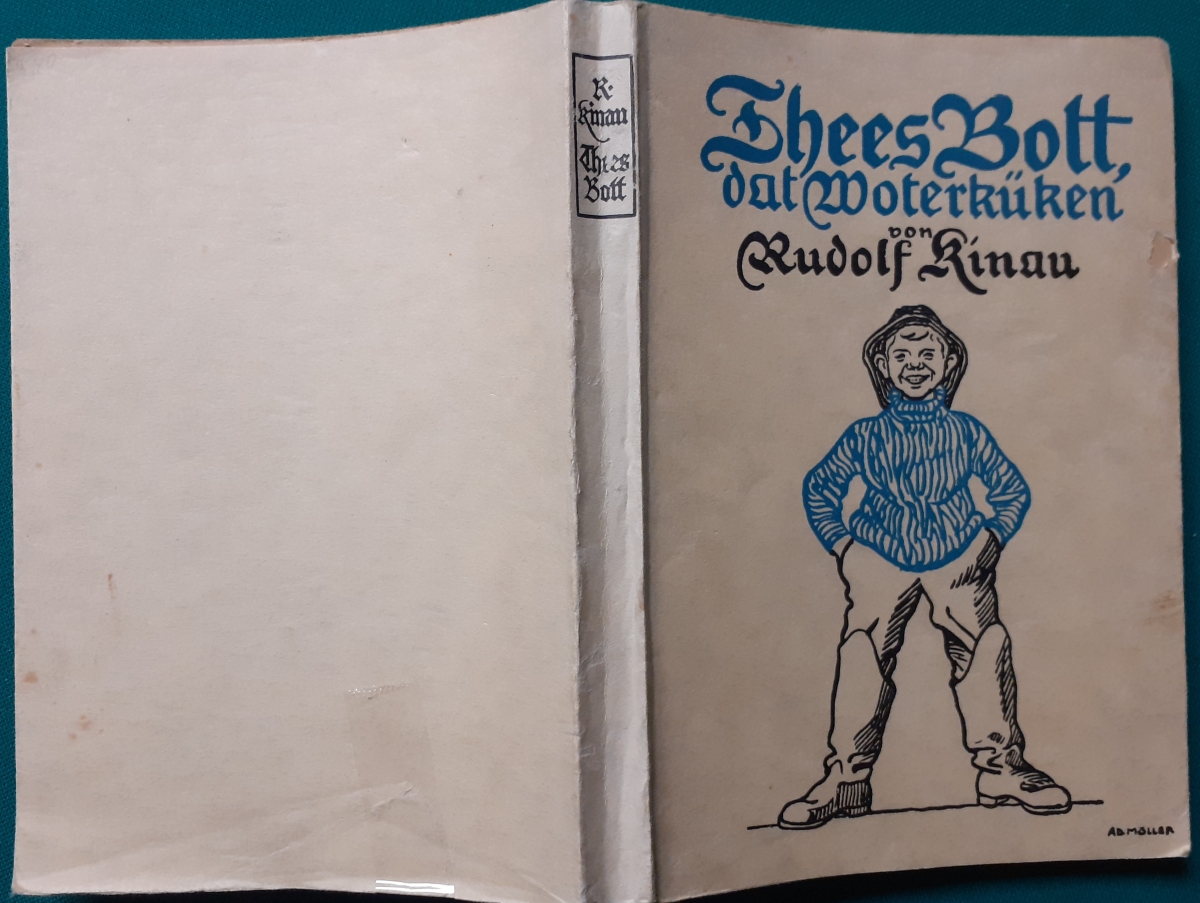 R.
Kinau
Thees
Bott
Thees Bott,
dat Woterküken
von
Rudolf Kinau
AD MÖLLER